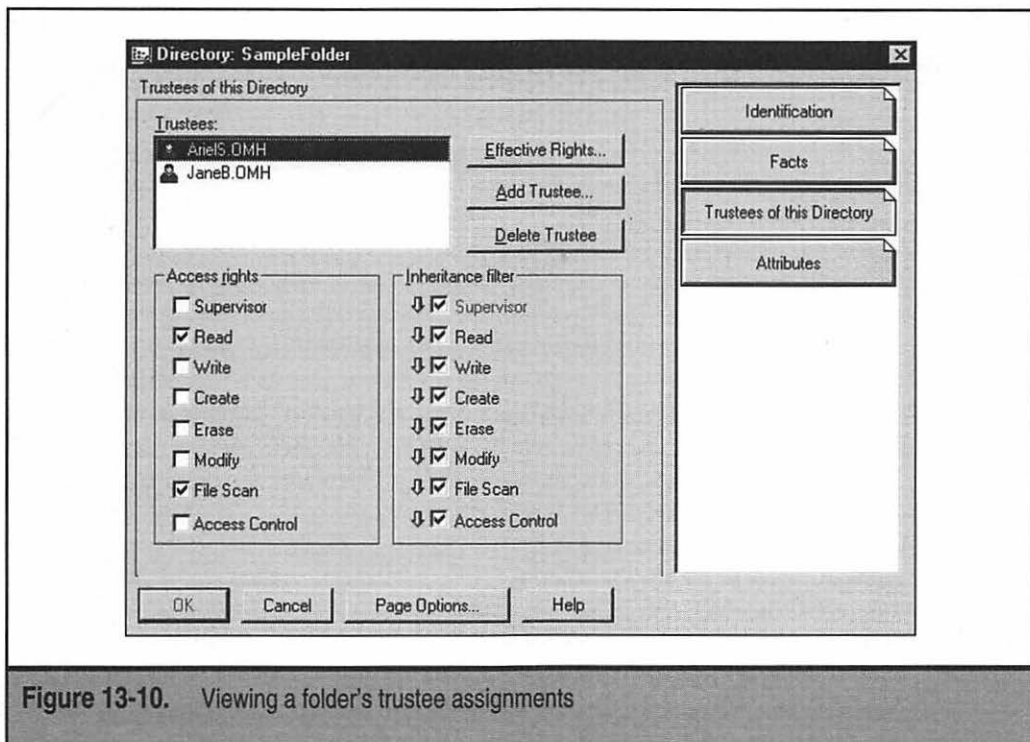 Directory: SampleFolder
Trustees of this Directory
Trustees:
ArielS.OMH
JaneB.OMH
Effective Rights...
Add Trustee...
Delete Trustee
Access rights
Supervisor
Read
Write
Create
Erase
Modify
File Scan
Access Control
Inheritance filter
Supervisor
Read
Write
Create
Erase
Modify
File Scan
Access Control
OK
Cancel
Page Options...
Help
Identification
Facts
Trustees of this Directory
Attributes
Figure 13-10. Viewing a folder's trustee assignments